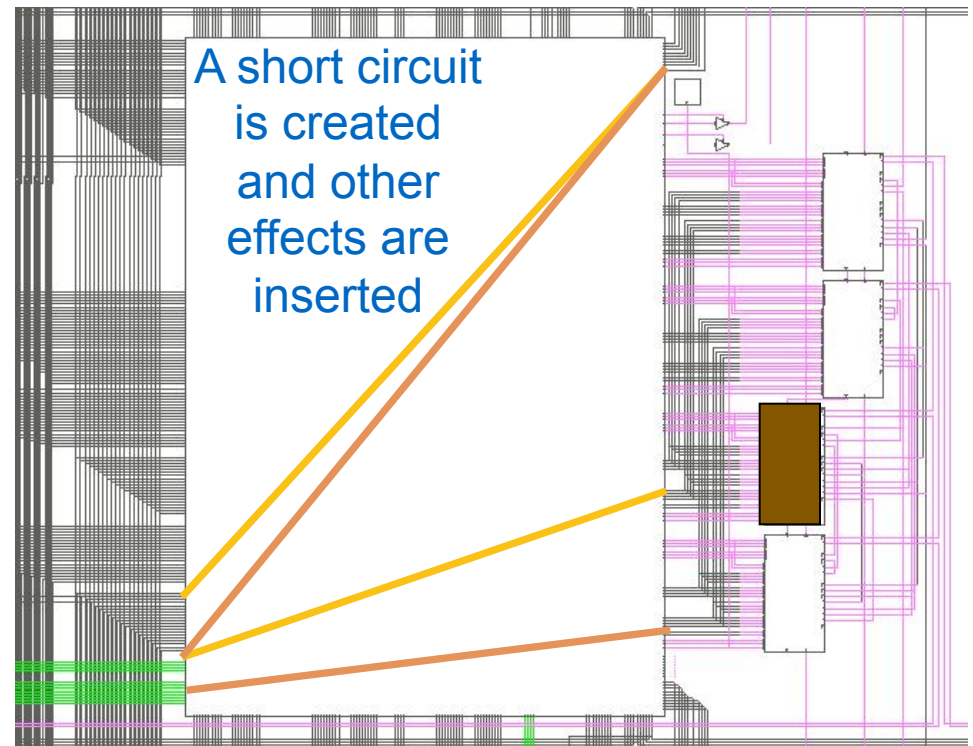 A short circuit
is created
and other
effects are
inserted